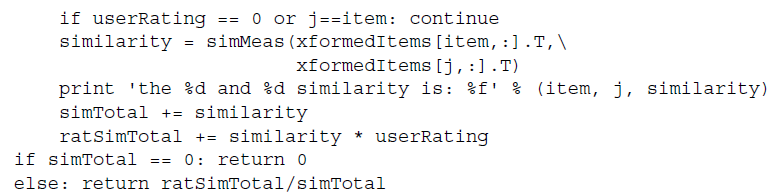 if userRating == 0 or j==item: continue
similarity = simMeas(xformedItems[item,:].T,\
xformedItems[j,:].T)
print 'the %d and %d similarity is: %f' % (item, j, similarity)
simTotal += similarity
ratSimTotal += similarity * userRating
if simTotal == 0: return 0
else: return ratSimTotal/simTotal